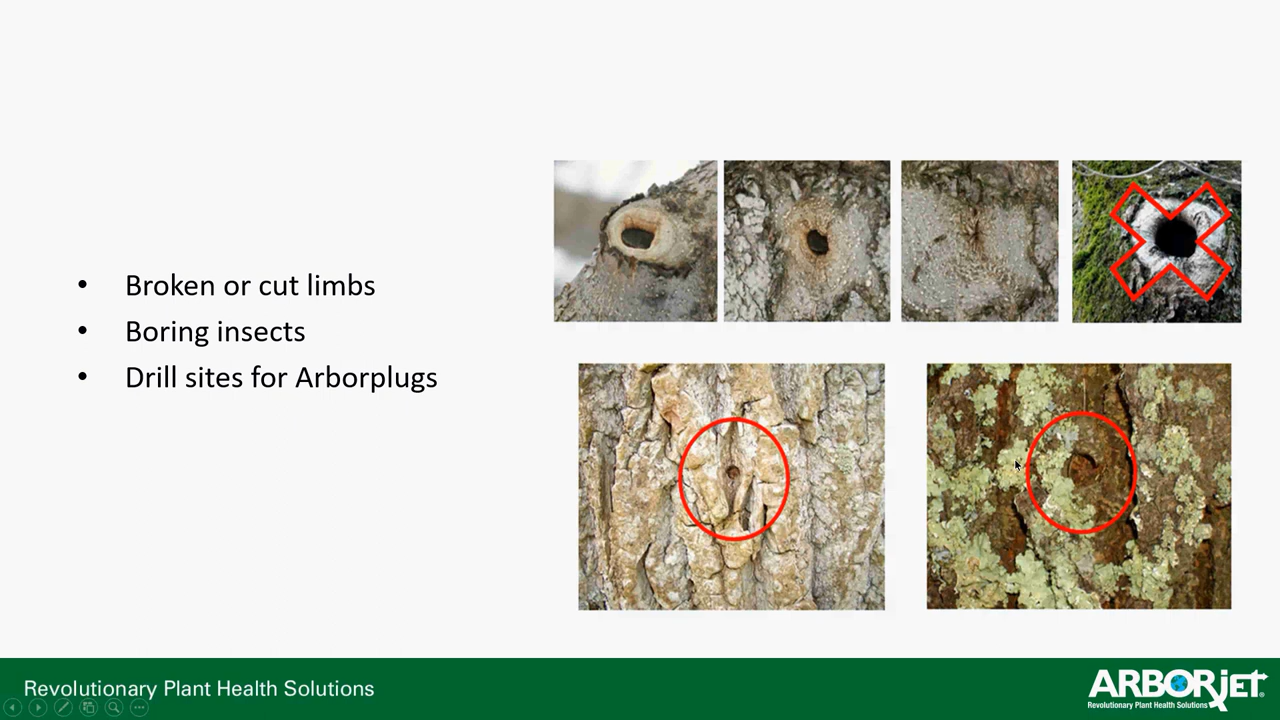 • Broken or cut limbs
• Boring insects
• Drill sites for Arborplugs
Revolutionary Plant Health Solutions
ARBORjet®
Revolutionary Plant Health Solutions